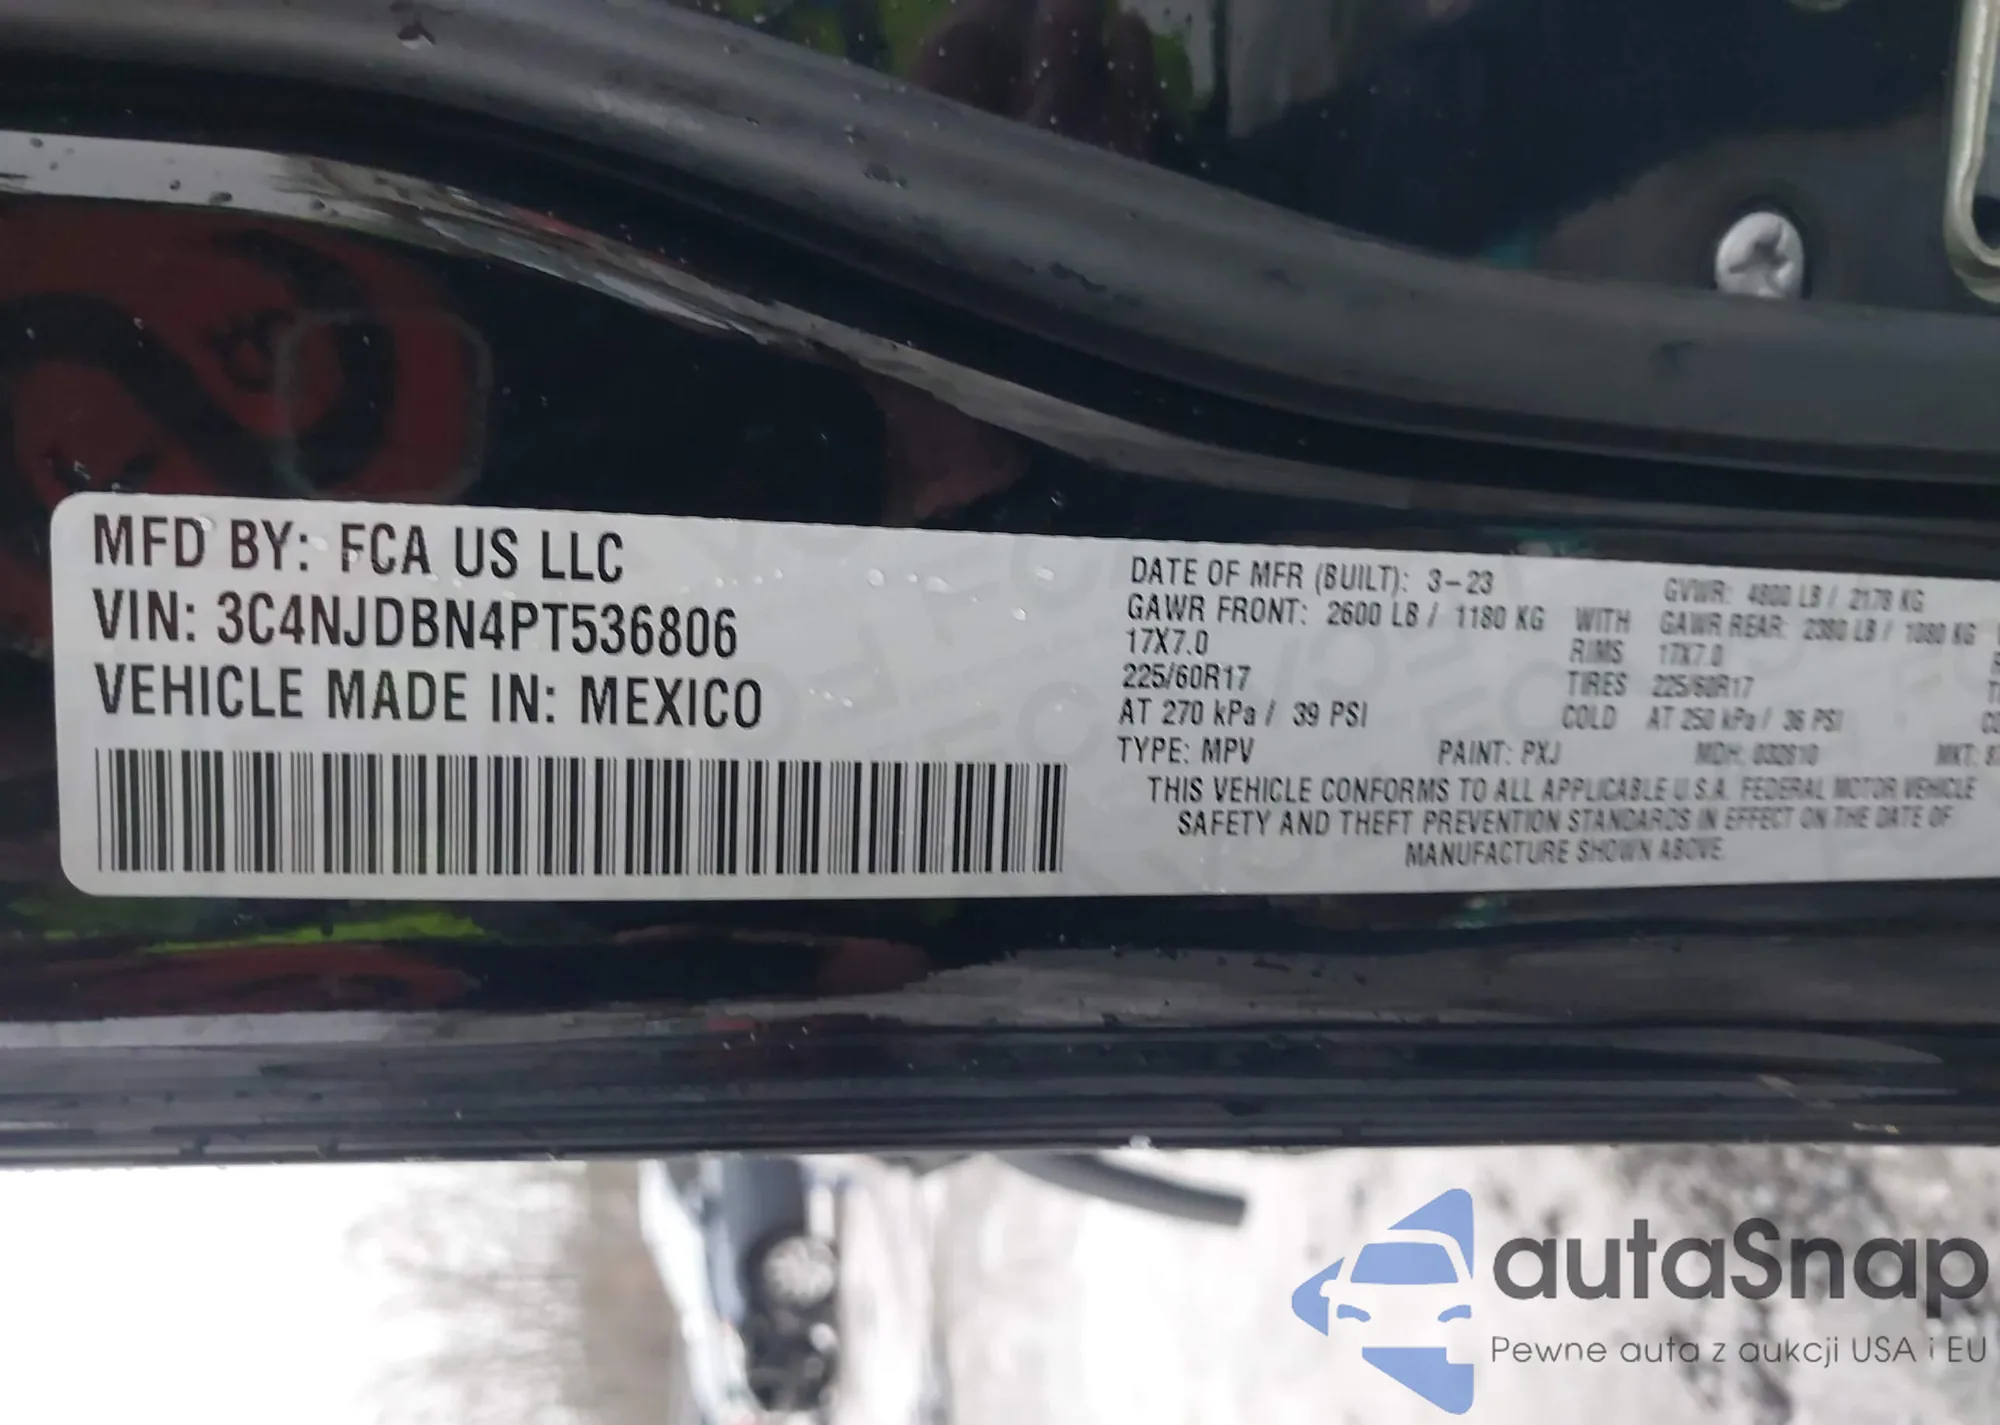 MFD BY: FCA US LLC
VIN: 3C4NJDBN4PT536806
VEHICLE MADE IN: MEXICO
DATE OF MFR (BUILT): 3-23 GVWR: 4800 LB / 2178 KG
GAWR FRONT: 2600 LB / 1180 KG WITH GAWR REAR: 2380 LB / 1080 KG
17X7.0 RIMS 17X7.0
225/60R17 TIRES 225/60R17
AT 270 kPa / 39 PSI COLD AT 250 kPa / 36 PSI
TYPE: MPV PAINT: PXJ MDH: MKT:
THIS VEHICLE CONFORMS TO ALL APPLICABLE U.S.A. FEDERAL MOTOR VEHICLE
SAFETY AND THEFT PREVENTION STANDARDS IN EFFECT ON THE DATE OF
MANUFACTURE SHOWN ABOVE.
autaSnap
Pewne auta z aukcji USA i EU